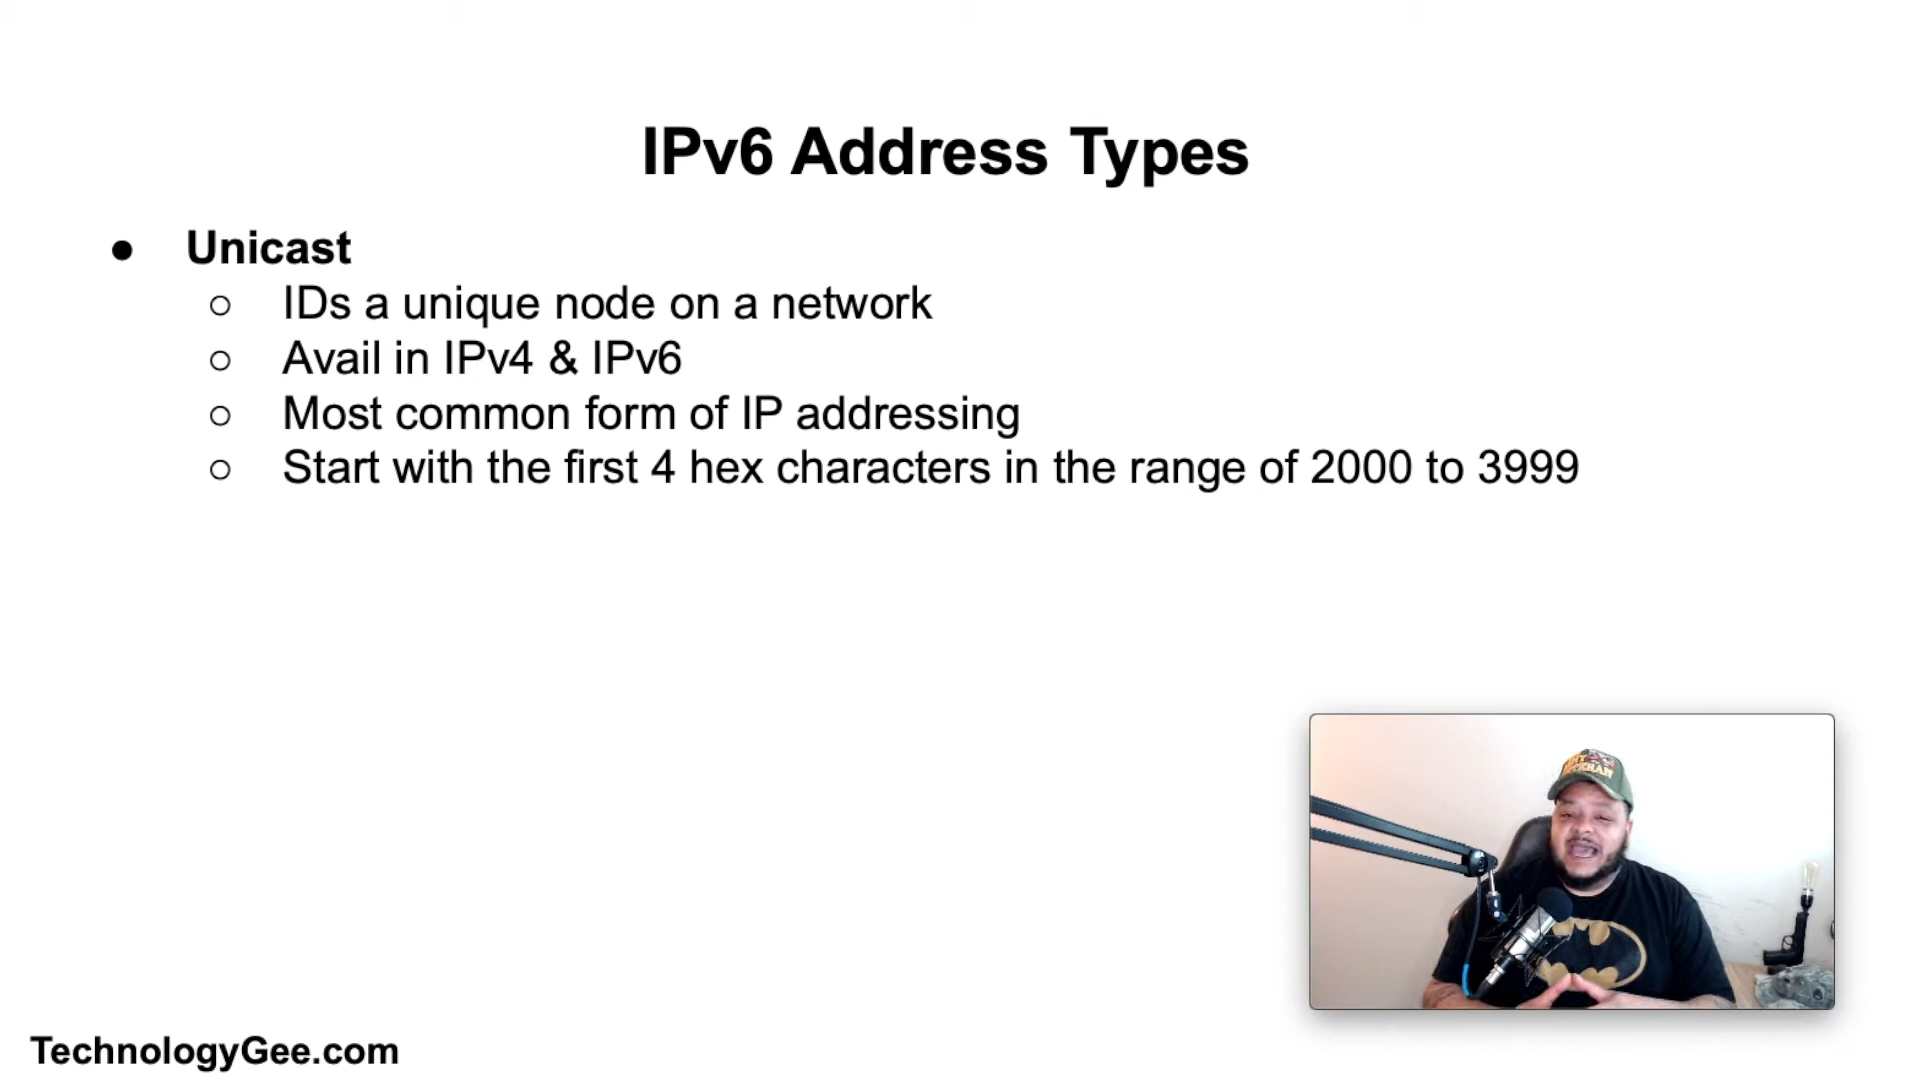 IPv6 Address Types
● Unicast
○ IDs a unique node on a network
○ Avail in IPv4 & IPv6
○ Most common form of IP addressing
○ Start with the first 4 hex characters in the range of 2000 to 3999
VETERAN
TechnologyGee.com